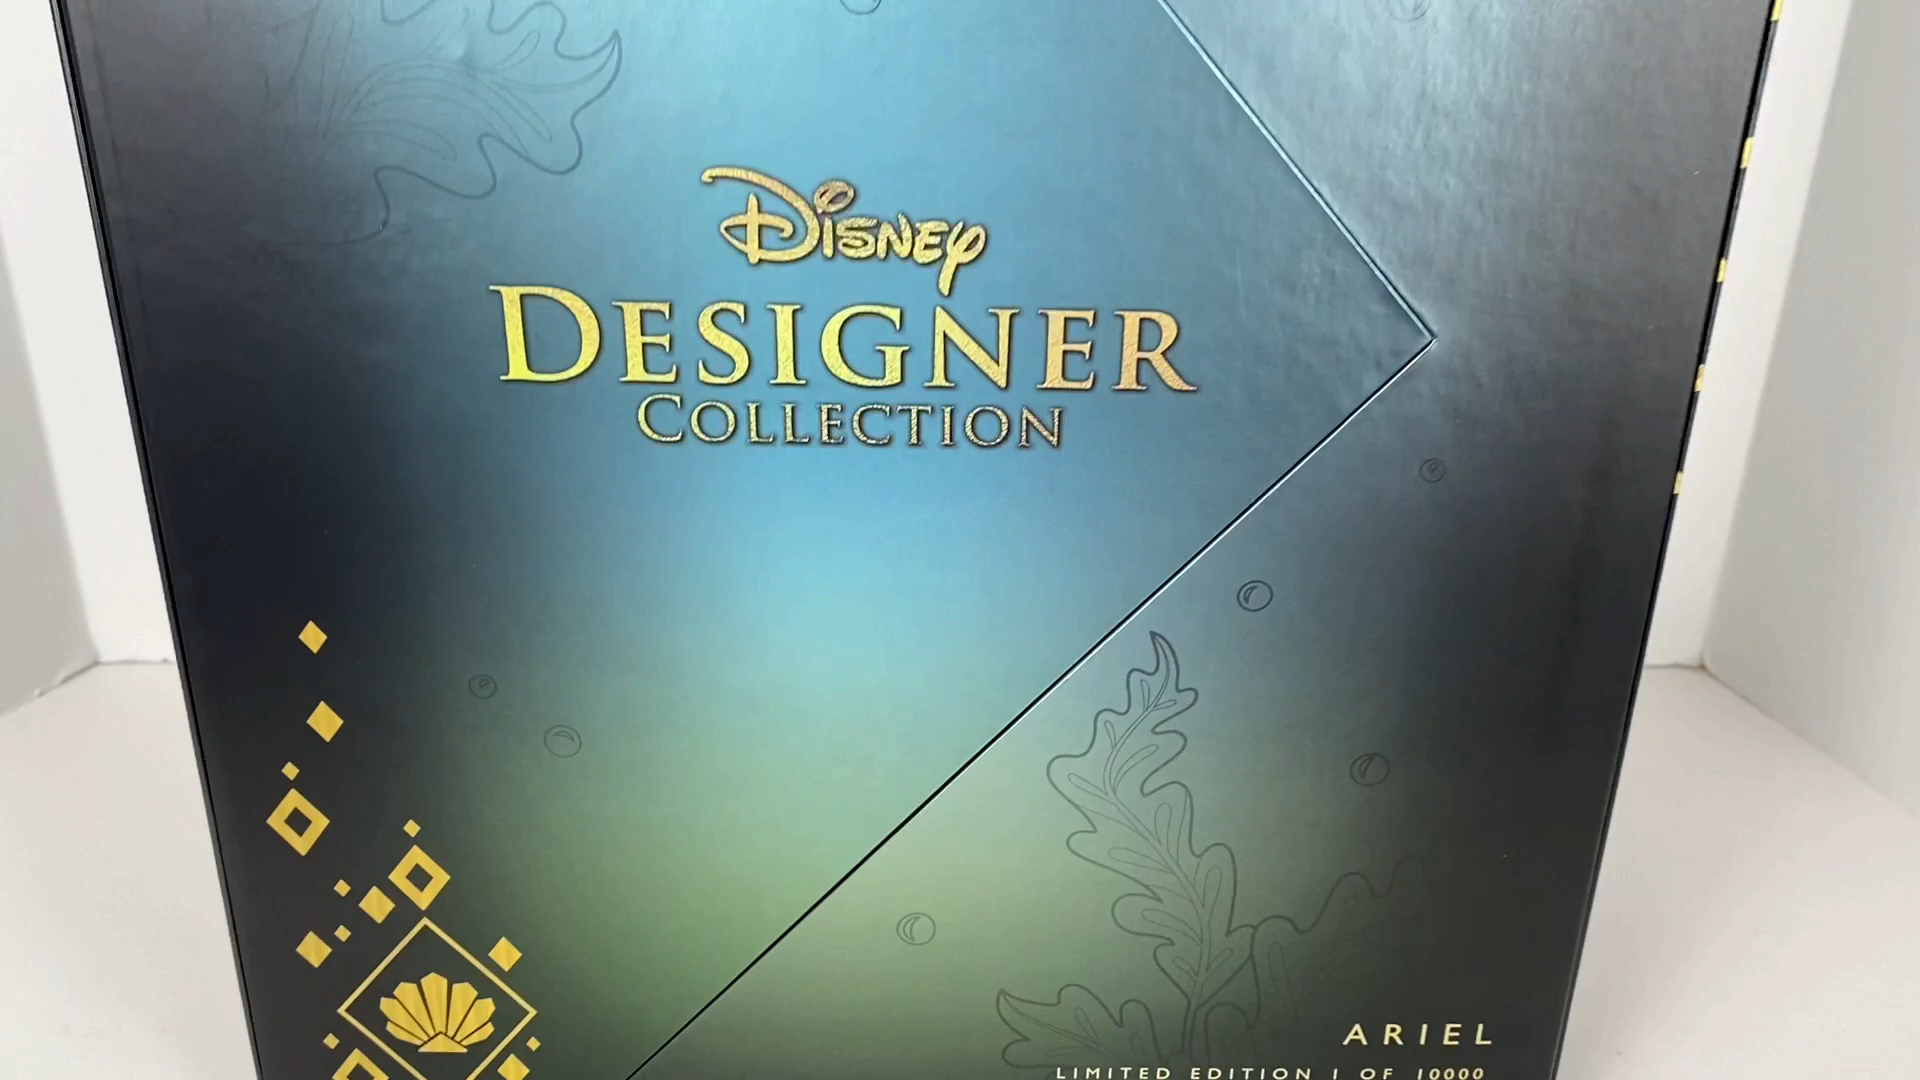 Disney
DESIGNER
COLLECTION
ARIEL
LIMITED EDITION 1 OF 10000